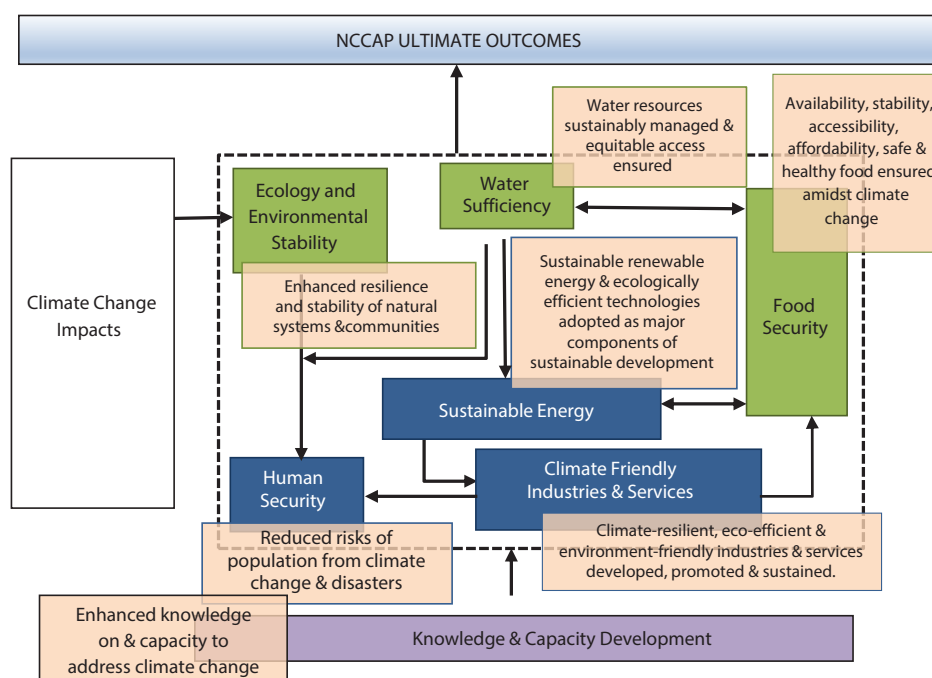 NCCAP ULTIMATE OUTCOMES
Water resources
sustainably managed &
equitable access
ensured
Availability, stability,
accessibility,
affordability, safe &
healthy food ensured
amidst climate
change
Ecology and
Environmental
Stability
Water
Sufficiency
Climate Change
Impacts
Enhanced resilience
and stability of natural
systems &communities
Sustainable renewable
energy & ecologically
efficient technologies
adopted as major
components of
sustainable development
Food
Security
Sustainable Energy
Human
Security
Climate Friendly
Industries & Services
Reduced risks of
population from climate
change & disasters
Climate-resilient, eco-efficient &
environment-friendly industries & services
developed, promoted & sustained.
Enhanced knowledge
on & capacity to
address climate change
Knowledge & Capacity Development